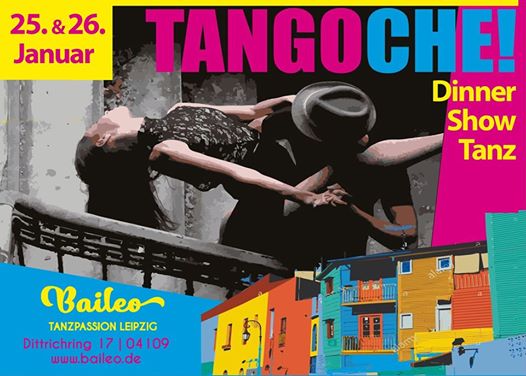 25. & 26.
Januar
TANGOCHE!
Dinner
Show
Tanz
Baileo
TANZPASSION LEIPZIG
Dittrichring 17 | 04109
www.baileo.de